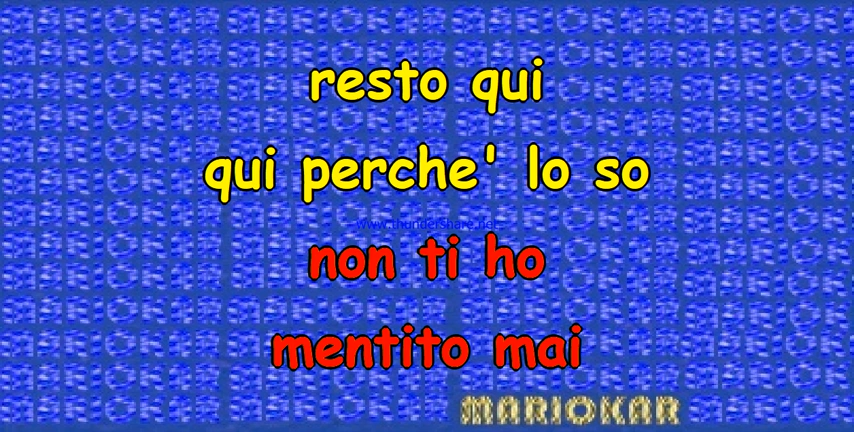 resto qui
qui perche' lo so
www.thundershare.net
non ti ho
mentito mai
MARIOKAR